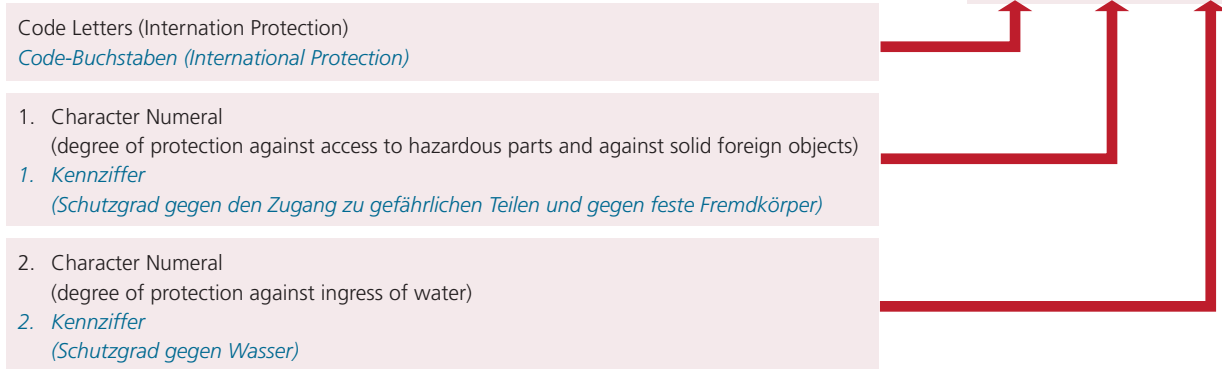 Code Letters (Internation Protection)
Code-Buchstaben (International Protection)
1. Character Numeral
(degree of protection against access to hazardous parts and against solid foreign objects)
1. Kennziffer
(Schutzgrad gegen den Zugang zu gefährlichen Teilen und gegen feste Fremdkörper)
2. Character Numeral
(degree of protection against ingress of water)
2. Kennziffer
(Schutzgrad gegen Wasser)